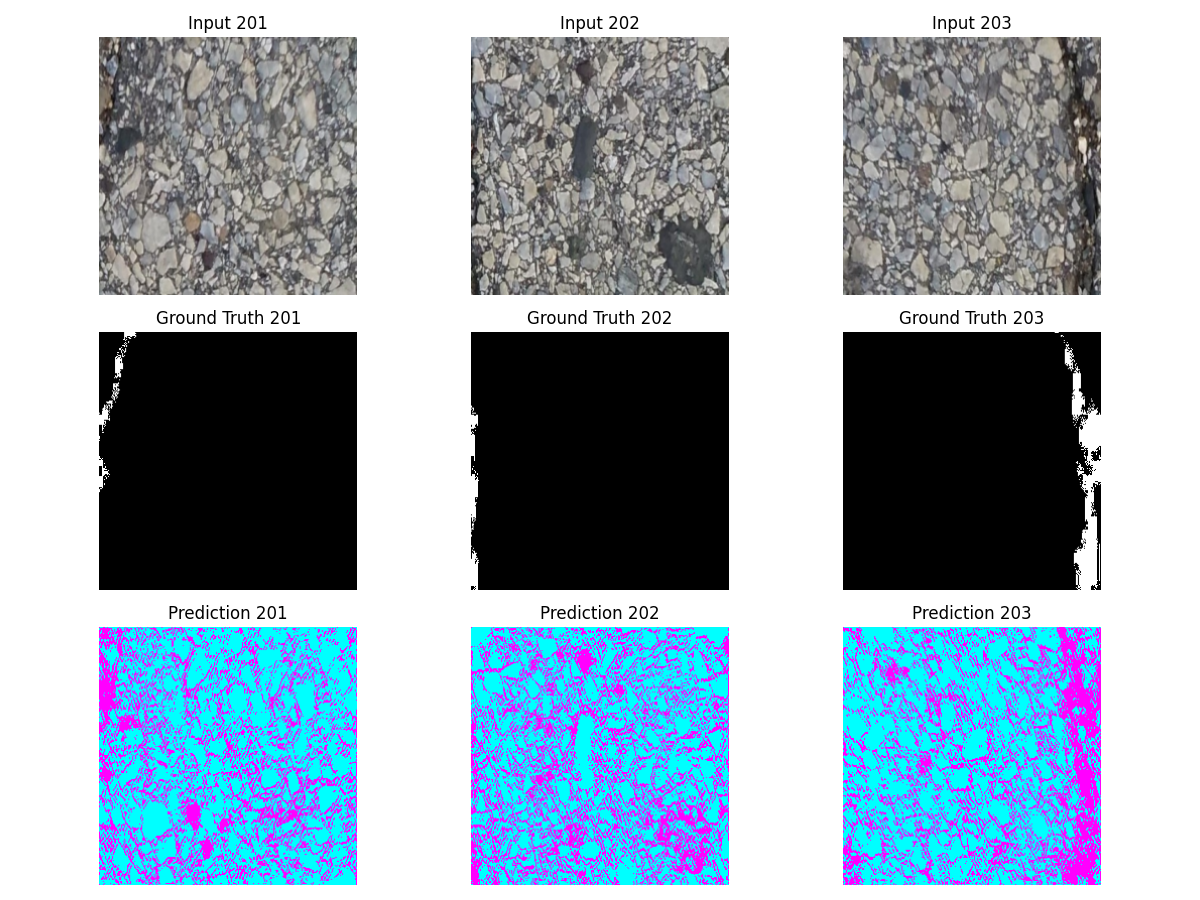 Input 201
Input 202
Input 203
Ground Truth 201
Ground Truth 202
Ground Truth 203
Prediction 201
Prediction 202
Prediction 203